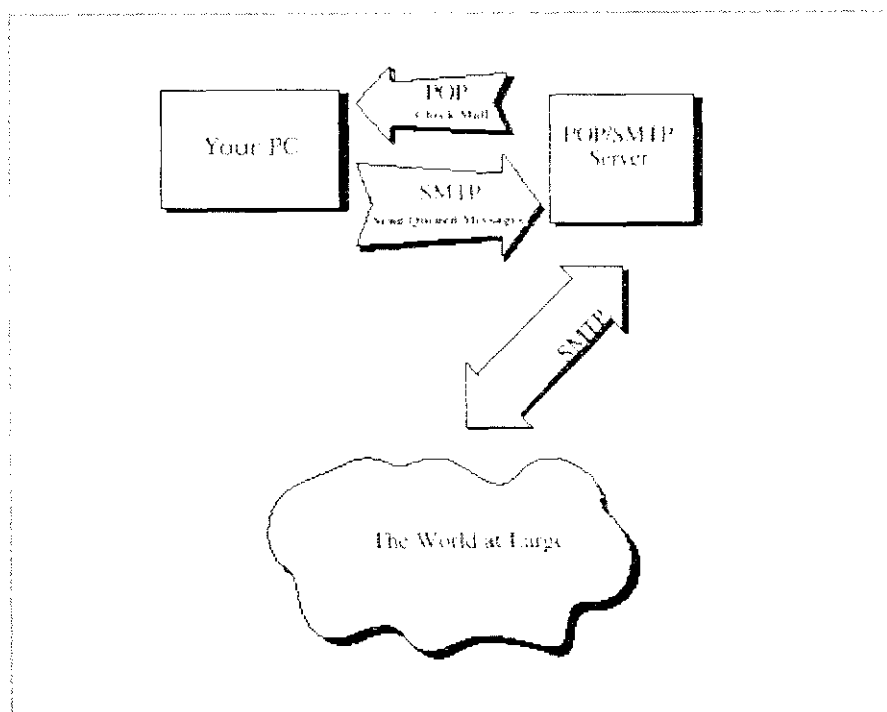 POP
Check Mail
Your PC
POP/SMTP
Server
SMTP
Send Queued Messages
SMTP
The World at Large